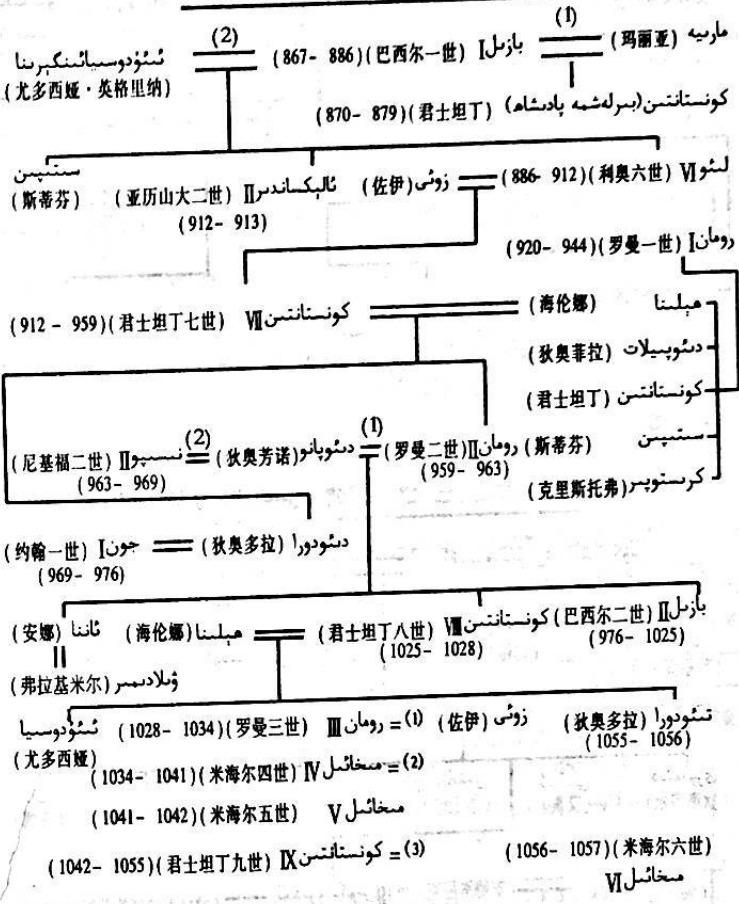 (1)
(2)
مارىيە (玛丽亚) بازىل I (巴西尔一世) (867- 886) ئىئۇدوسىيائىنگېرىنا
(尤多西娅·英格里纳)
كونستانتىن(بىرلەشمە پادىشاھ) (君士坦丁) (870- 879)
لىئو VI (利奥六世) (886- 912) زوئى (佐伊) ئالېكساندىر II (亚历山大二世) ستىپىن
(912- 913) (斯蒂芬)
رومان I (罗曼一世) (920- 944)
ھېلىنا (海伦娜) كونستانتىن VII (君士坦丁七世) (912 - 959)
دىئوپىلات (狄奥菲拉)
كونستانتىن (君士坦丁)
(1)
(2)
ستىپىن (斯蒂芬) رومان II (罗曼二世) دىئوپانو (狄奥芳诺) نىسىپو II (尼基福二世)
(959- 963) (963- 969)
كرىستوپىر (克里斯托弗)
دىئودورا (狄奥多拉) جون I (约翰一世)
(969- 976)
بازىل II (巴西尔二世) كونستانتىن VIII (君士坦丁八世) ھېلىنا (海伦娜) ئاننا (安娜)
(976- 1025) (1025- 1028)
ۋىلادىمىر (弗拉基米尔)
تىئودورا (狄奥多拉) زوئى (佐伊) (1) = رومان III (罗曼三世) (1028- 1034) ئىئۇدوسىيا
(1055- 1056) (尤多西娅)
(2) = مىخائىل IV (米海尔四世) (1034- 1041)
مىخائىل V (米海尔五世) (1041- 1042)
(3) = كونستانتىن IX (君士坦丁九世) (1042- 1055)
(米海尔六世) (1056- 1057)
مىخائىل VI